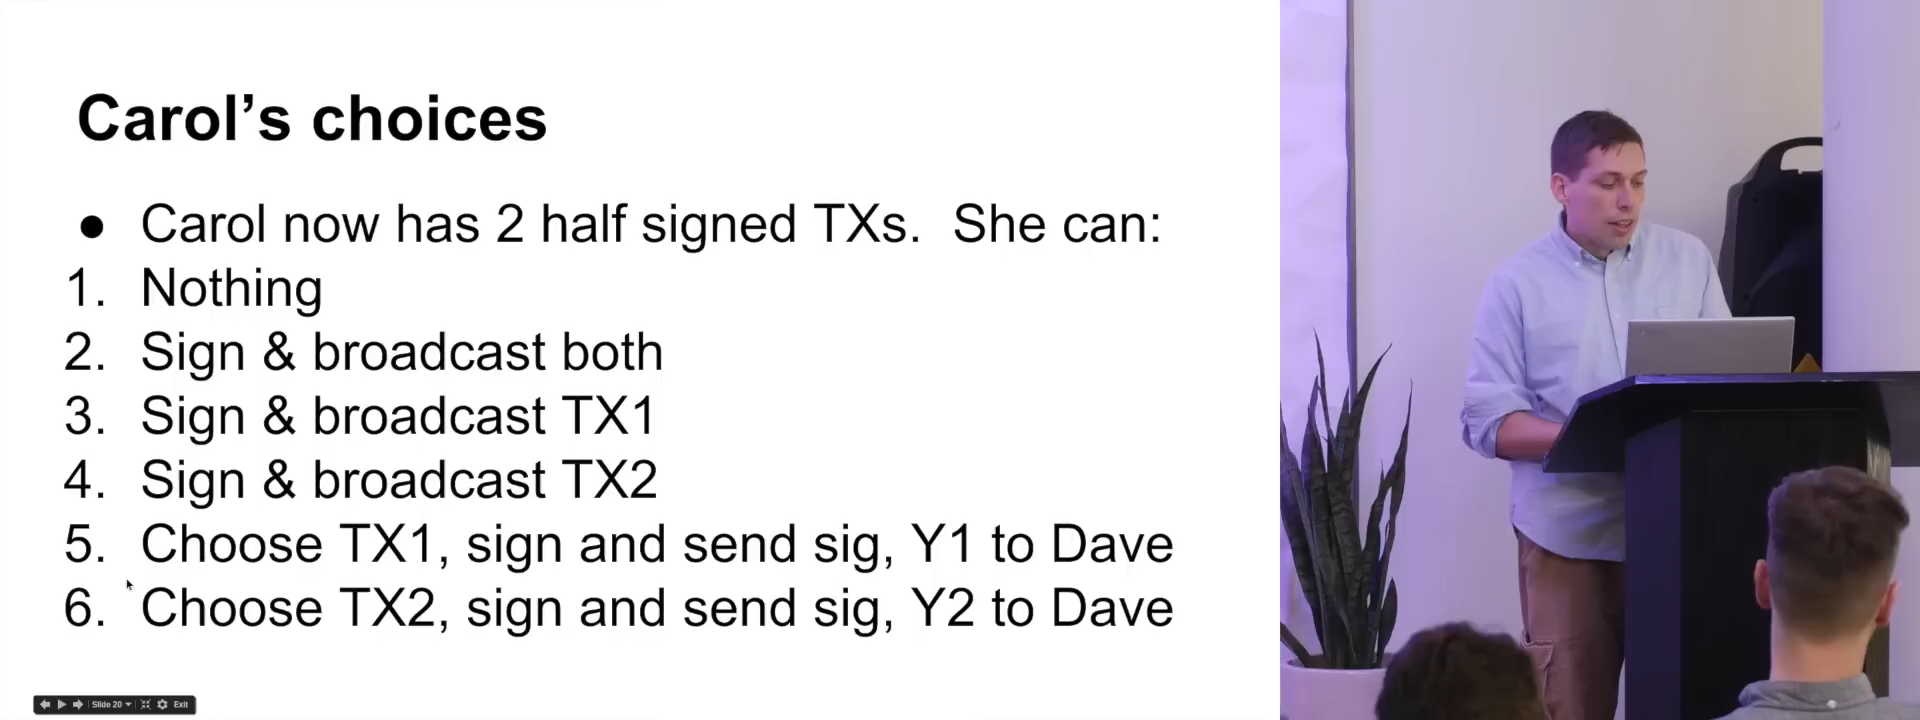 Carol’s choices
● Carol now has 2 half signed TXs.  She can:
1. Nothing
2. Sign & broadcast both
3. Sign & broadcast TX1
4. Sign & broadcast TX2
5. Choose TX1, sign and send sig, Y1 to Dave
6. Choose TX2, sign and send sig, Y2 to Dave
Slide 20
Exit